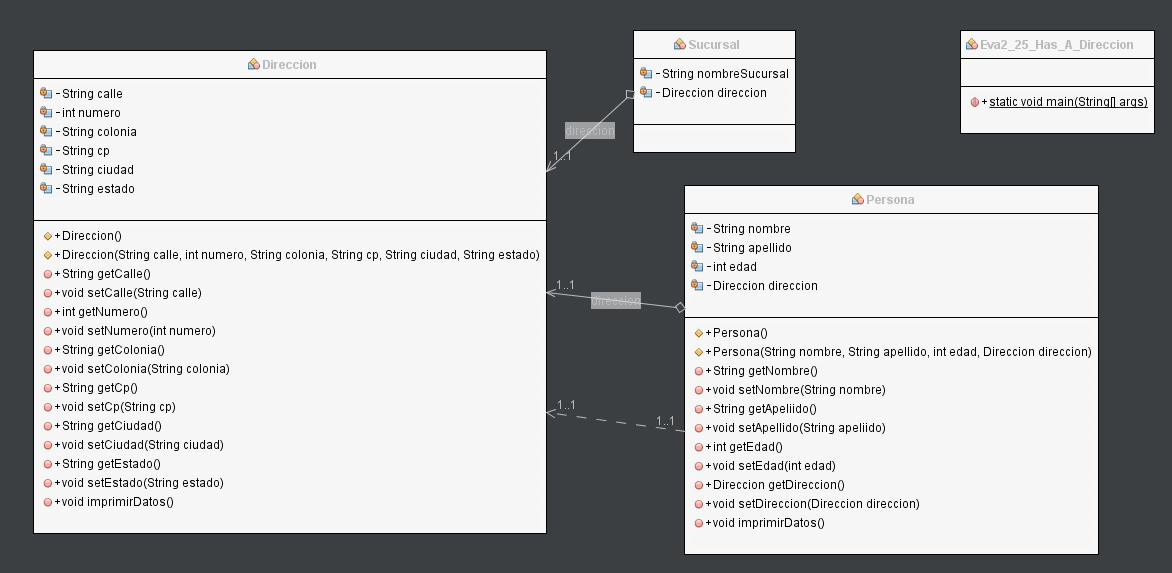 Direccion
- String calle
- int numero
- String colonia
- String cp
- String ciudad
- String estado
+ Direccion()
+ Direccion(String calle, int numero, String colonia, String cp, String ciudad, String estado)
+ String getCalle()
+ void setCalle(String calle)
+ int getNumero()
+ void setNumero(int numero)
+ String getColonia()
+ void setColonia(String colonia)
+ String getCp()
+ void setCp(String cp)
+ String getCiudad()
+ void setCiudad(String ciudad)
+ String getEstado()
+ void setEstado(String estado)
+ void imprimirDatos()
direccion
1..1
1..1
direccion
1..1
1..1
Sucursal
- String nombreSucursal
- Direccion direccion
Eva2_25_Has_A_Direccion
+ static void main(String[] args)
Persona
- String nombre
- String apellido
- int edad
- Direccion direccion
+ Persona()
+ Persona(String nombre, String apellido, int edad, Direccion direccion)
+ String getNombre()
+ void setNombre(String nombre)
+ String getApeliido()
+ void setApellido(String apeliido)
+ int getEdad()
+ void setEdad(int edad)
+ Direccion getDireccion()
+ void setDireccion(Direccion direccion)
+ void imprimirDatos()